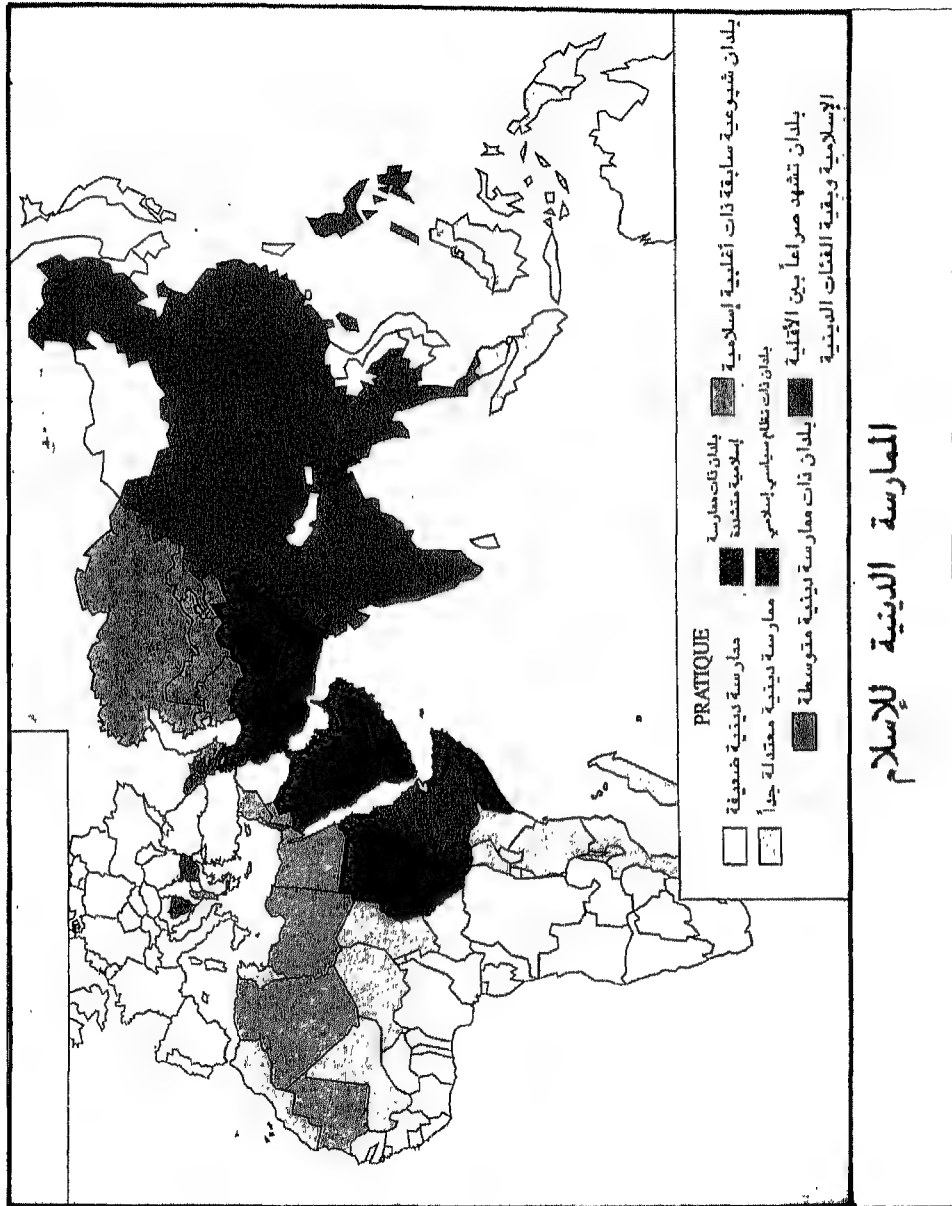 PRATIQUE
ممارسة دينية ضعيفة
ممارسة دينية معتدلة جداً
بلدان ذات ممارسة دينية متوسطة
بلدان ذات ممارسة
إسلامية متشددة
بلدان ذات نظام سياسي إسلامي
بلدان شيوعية سابقة ذات أغلبية إسلامية
بلدان تشهد صراعاً بين الأقلية
الإسلامية وبقية الفئات الدينية
الممارسة الدينية للإسلام